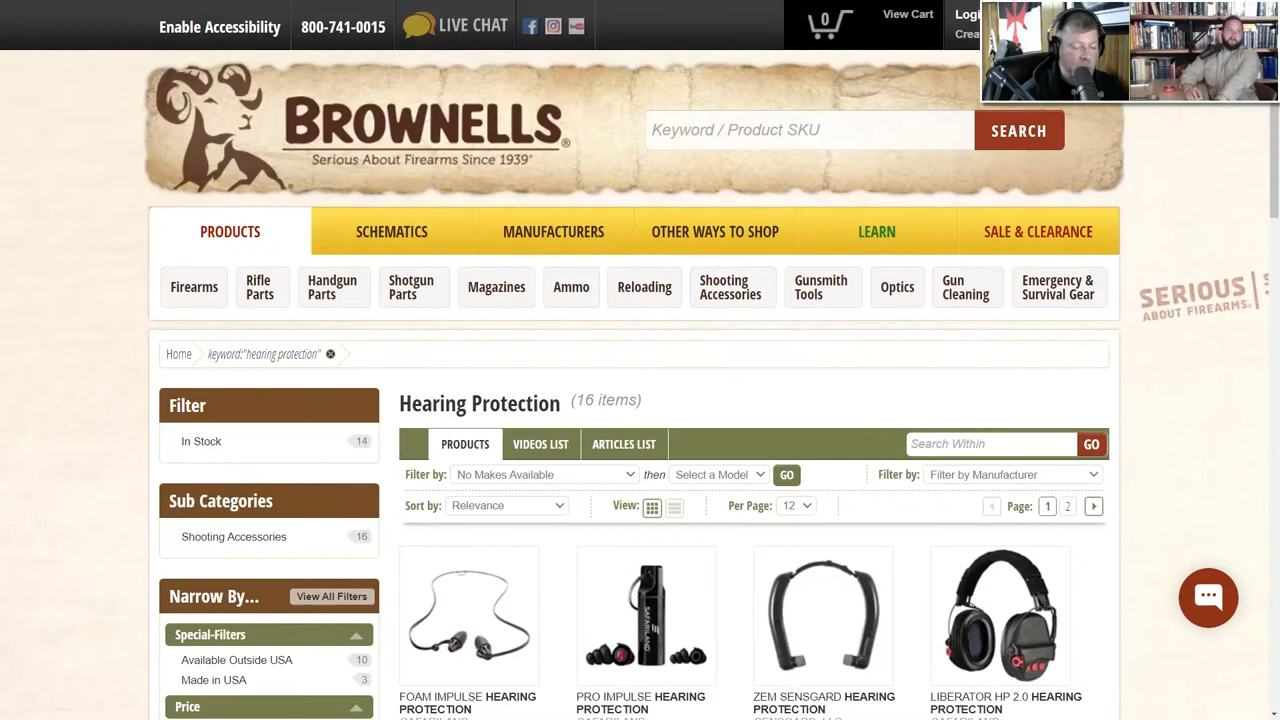 Enable Accessibility
800-741-0015
LIVE CHAT
0
View Cart
BROWNELLS®
Serious About Firearms Since 1939™
Keyword / Product SKU
SEARCH
PRODUCTS
SCHEMATICS
MANUFACTURERS
OTHER WAYS TO SHOP
LEARN
SALE & CLEARANCE
Firearms
Rifle Parts
Handgun Parts
Shotgun Parts
Magazines
Ammo
Reloading
Shooting Accessories
Gunsmith Tools
Optics
Gun Cleaning
Emergency & Survival Gear
SERIOUS
ABOUT FIREARMS
Home
keyword:"hearing protection"
Filter
In Stock 14
Sub Categories
Shooting Accessories 16
Narrow By... View All Filters
Special-Filters
Available Outside USA 10
Made in USA 3
Price
Hearing Protection (16 items)
PRODUCTS
VIDEOS LIST
ARTICLES LIST
Search Within
GO
Filter by: No Makes Available then Select a Model GO
Filter by: Filter by Manufacturer
Sort by: Relevance
View:
Per Page: 12
Page: 1 2
SAFARILAND
FOAM IMPULSE HEARING
PROTECTION
SAFARILAND
PRO IMPULSE HEARING
PROTECTION
SAFARILAND
ZEM SENSGARD HEARING
PROTECTION
SENSGARD LLC
LIBERATOR HP 2.0 HEARING
PROTECTION
SAFARILAND